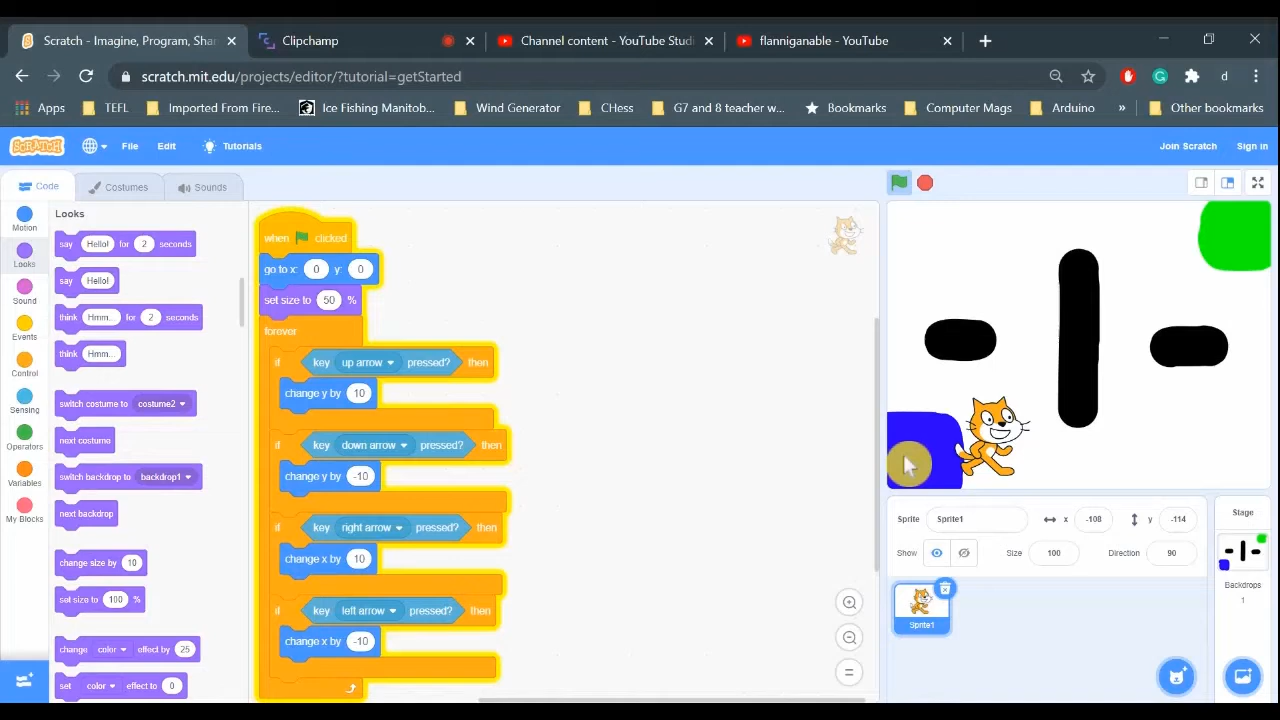 Scratch - Imagine, Program, Sha
Clipchamp
Channel content - YouTube Studi
flanniganable - YouTube
scratch.mit.edu/projects/editor/?tutorial=getStarted
d
Apps TEFL Imported From Fire... Ice Fishing Manitob... Wind Generator CHess G7 and 8 teacher w... Bookmarks Computer Mags Arduino » Other bookmarks
SCRATCH File Edit Tutorials Join Scratch Sign in
Code Costumes Sounds
Motion
Looks
Sound
Events
Control
Sensing
Operators
Variables
My Blocks
Looks
say Hello! for 2 seconds
say Hello!
think Hmm... for 2 seconds
think Hmm...
switch costume to costume2
next costume
switch backdrop to backdrop1
next backdrop
change size by 10
set size to 100 %
change color effect by 25
set color effect to 0
when clicked
go to x: 0 y: 0
set size to 50 %
forever
if key up arrow pressed? then
change y by 10
if key down arrow pressed? then
change y by -10
if key right arrow pressed? then
change x by 10
if key left arrow pressed? then
change x by -10
Sprite Sprite1 x -108 y -114
Show Size 100 Direction 90
Sprite1
Stage
Backdrops
1